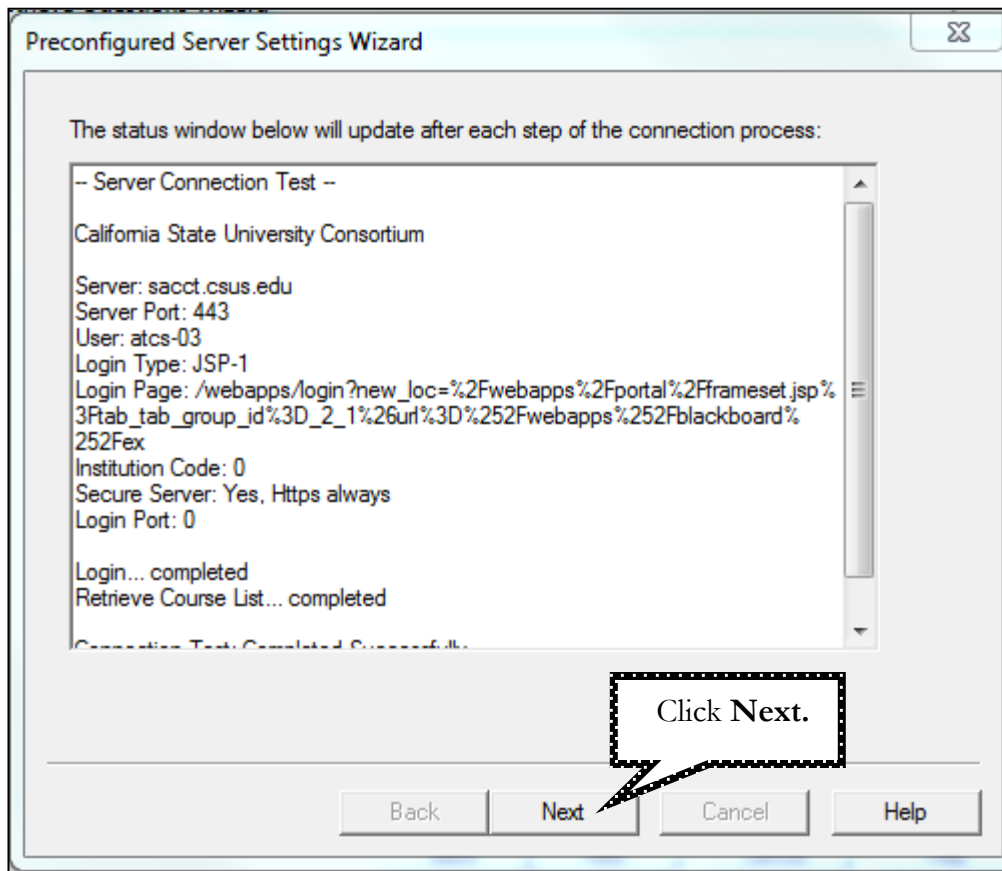 Preconfigured Server Settings Wizard
The status window below will update after each step of the connection process:
-- Server Connection Test --
California State University Consortium
Server: sacct.csus.edu
Server Port: 443
User: atcs-03
Login Type: JSP-1
Login Page: /webapps/login?new_loc=%2Fwebapps%2Fportal%2Fframeset.jsp%
3Ftab_tab_group_id%3D_2_1%26url%3D%252Fwebapps%252Fblackboard%
252Fex
Institution Code: 0
Secure Server: Yes, Https always
Login Port: 0
Login... completed
Retrieve Course List... completed
Connection Test: Completed Successfully
Click Next.
Back
Next
Cancel
Help